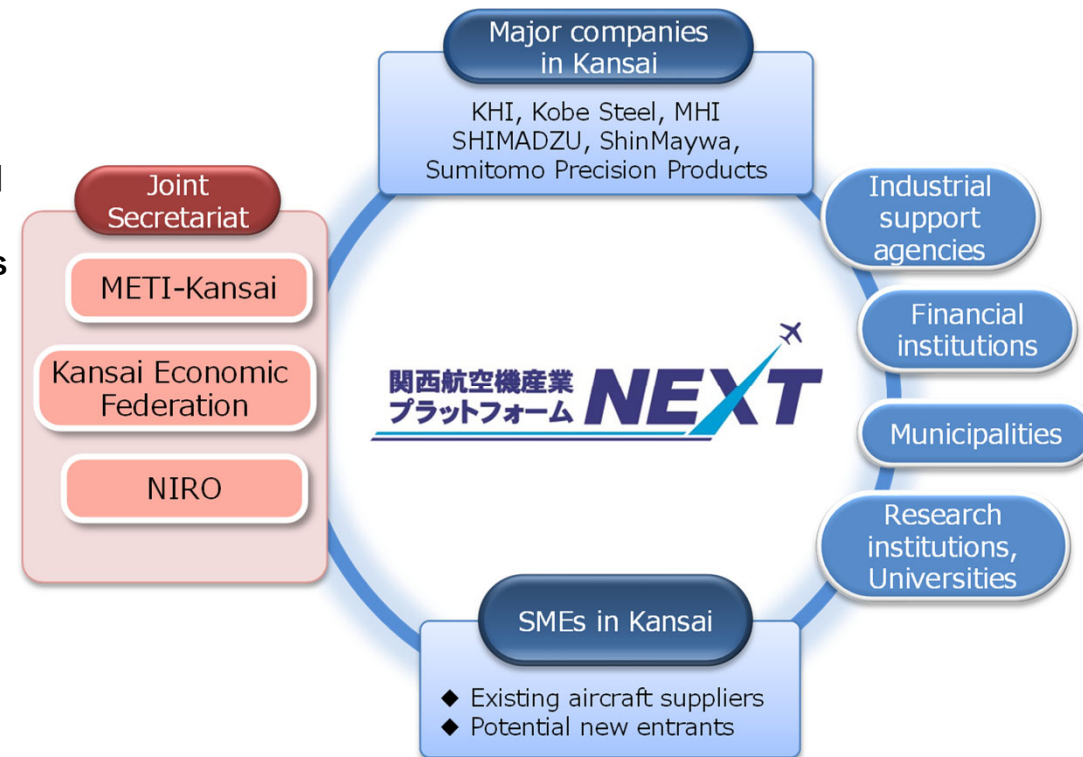 Major companies
in Kansai
KHI, Kobe Steel, MHI
SHIMADZU, ShinMaywa,
Sumitomo Precision Products
Joint
Secretariat
METI-Kansai
Kansai Economic
Federation
NIRO
Industrial
support
agencies
Financial
institutions
Municipalities
Research
institutions,
Universities
関西航空機産業
プラットフォーム NEXT
SMEs in Kansai
◆ Existing aircraft suppliers
◆ Potential new entrants